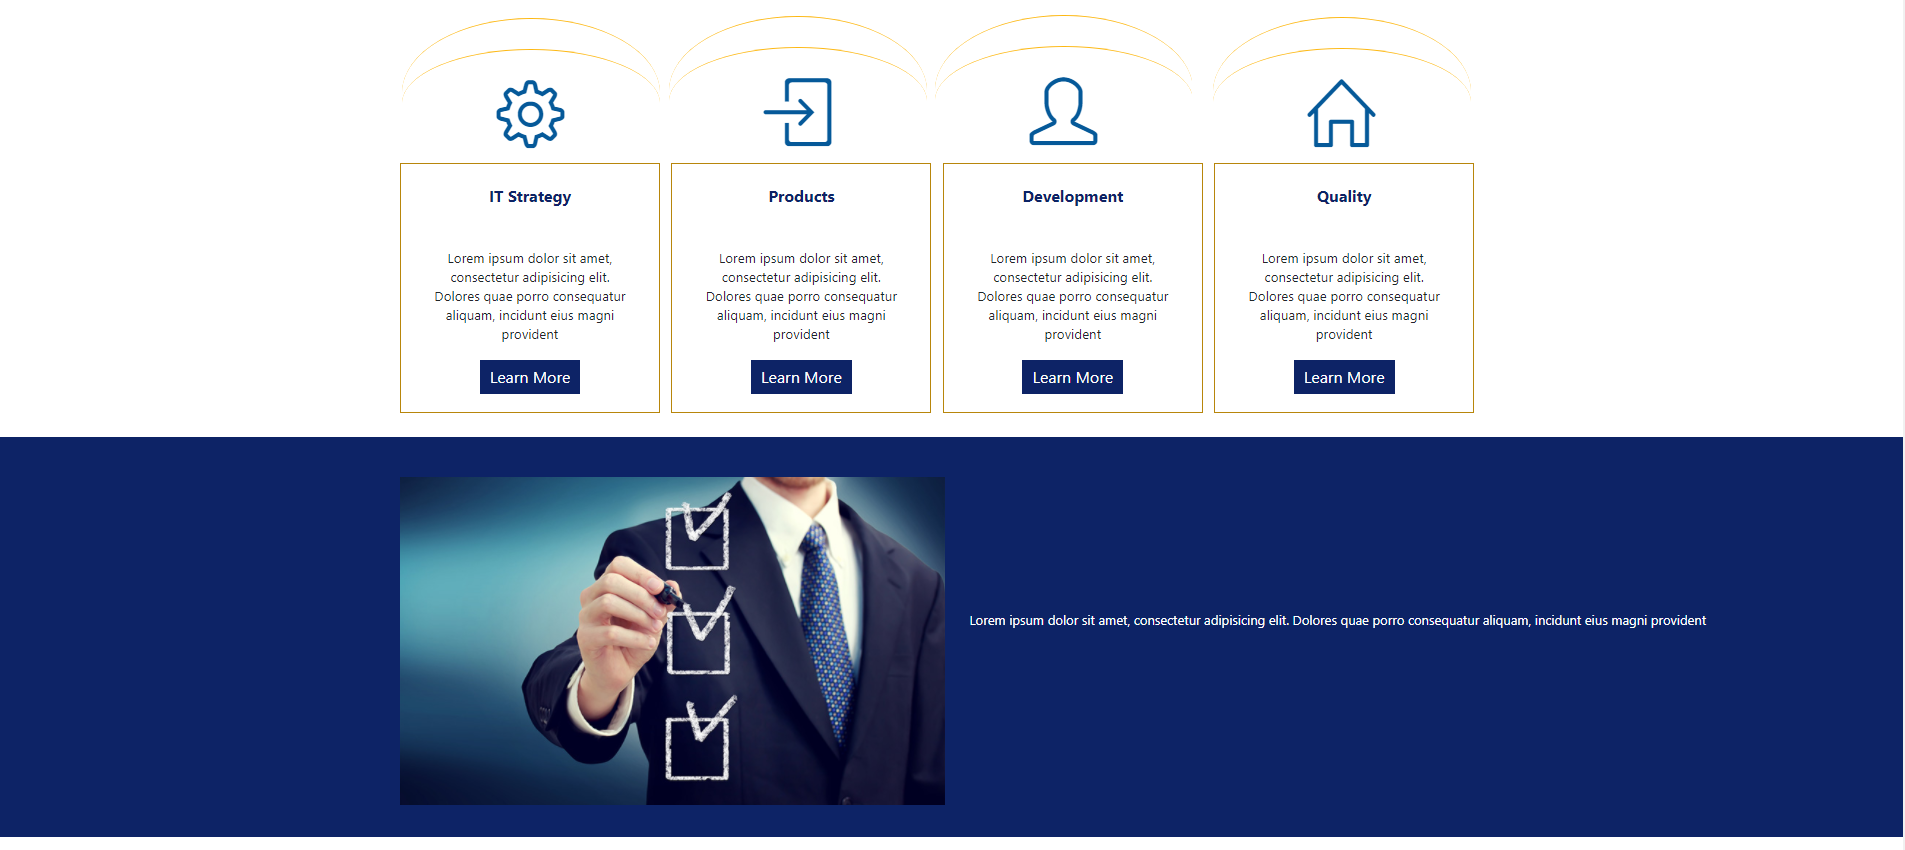 IT Strategy
Lorem ipsum dolor sit amet,
consectetur adipisicing elit.
Dolores quae porro consequatur
aliquam, incidunt eius magni
provident
Learn More
Products
Lorem ipsum dolor sit amet,
consectetur adipisicing elit.
Dolores quae porro consequatur
aliquam, incidunt eius magni
provident
Learn More
Development
Lorem ipsum dolor sit amet,
consectetur adipisicing elit.
Dolores quae porro consequatur
aliquam, incidunt eius magni
provident
Learn More
Quality
Lorem ipsum dolor sit amet,
consectetur adipisicing elit.
Dolores quae porro consequatur
aliquam, incidunt eius magni
provident
Learn More
Lorem ipsum dolor sit amet, consectetur adipisicing elit. Dolores quae porro consequatur aliquam, incidunt eius magni provident